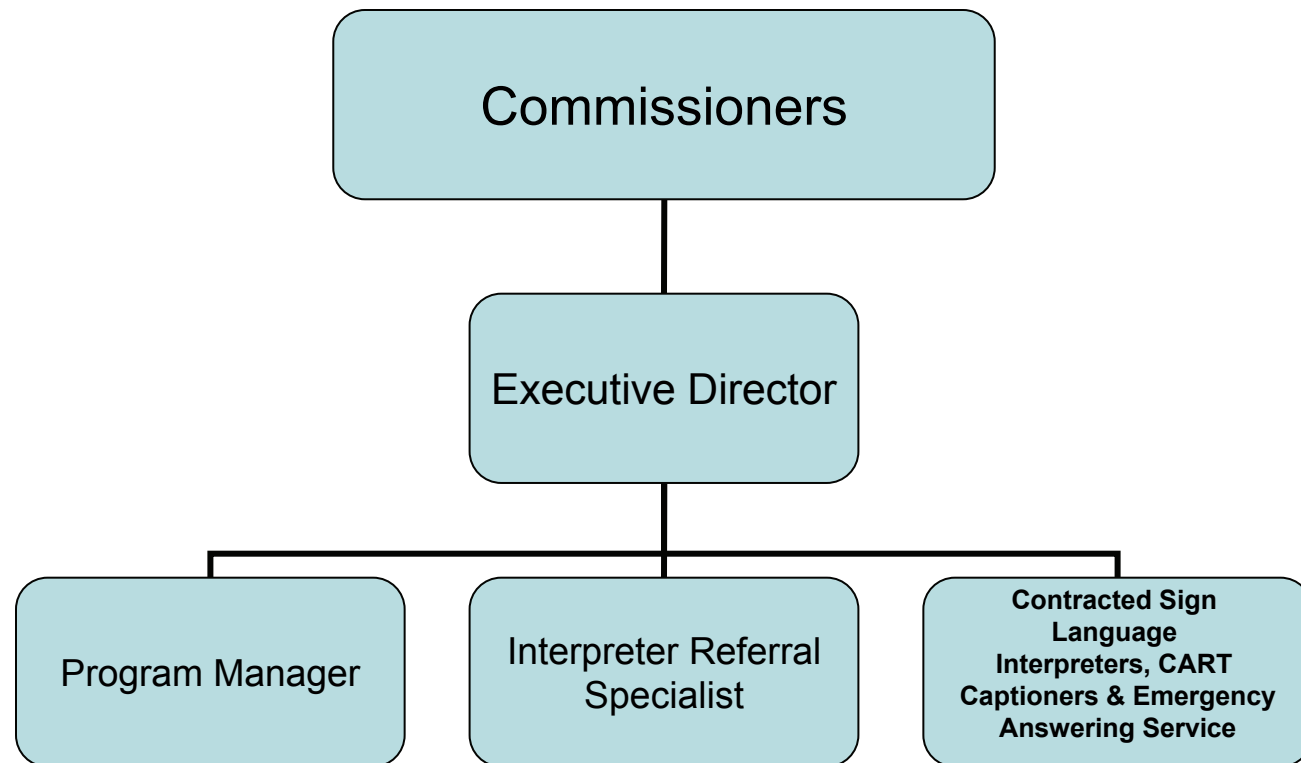 Commissioners
Executive Director
Program Manager
Interpreter Referral
Specialist
Contracted Sign
Language
Interpreters, CART
Captioners & Emergency
Answering Service